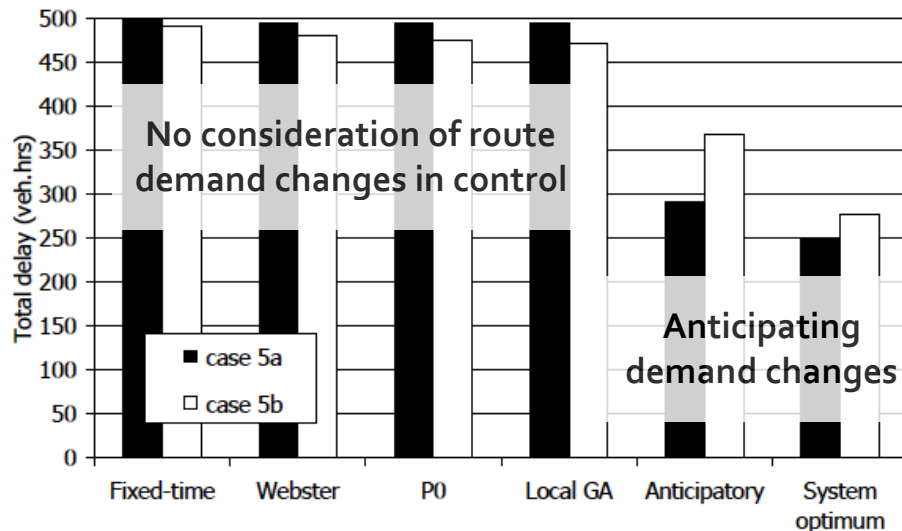 500
450
400
350
300
250
200
150
100
50
0
Total delay (veh.hrs)
No consideration of route
demand changes in control
Anticipating
demand changes
case 5a
case 5b
Fixed-time Webster P0 Local GA Anticipatory System
optimum